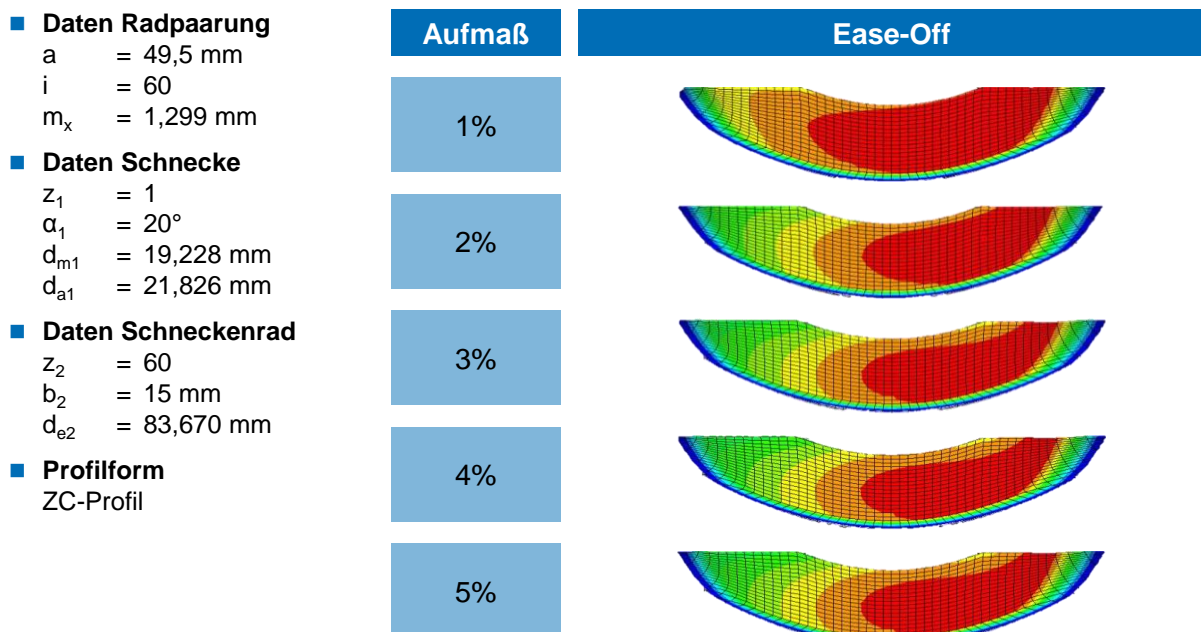 Daten Radpaarung
a = 49,5 mm
i = 60
mx = 1,299 mm
Daten Schnecke
z1 = 1
α1 = 20°
dm1 = 19,228 mm
da1 = 21,826 mm
Daten Schneckenrad
z2 = 60
b2 = 15 mm
de2 = 83,670 mm
Profilform
ZC-Profil
Aufmaß
1%
2%
3%
4%
5%
Ease-Off